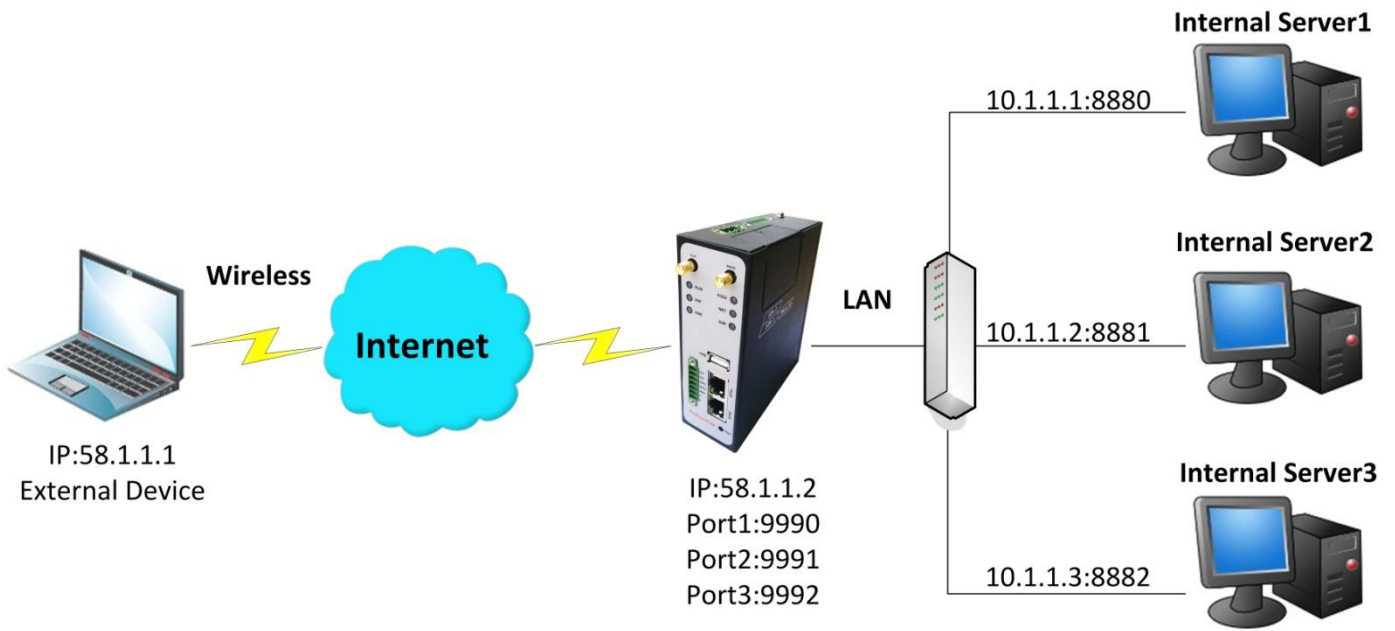 Internal Server1
10.1.1.1:8880
Internal Server2
Wireless
Internet
LAN
10.1.1.2:8881
IP:58.1.1.1
External Device
IP:58.1.1.2
Port1:9990
Port2:9991
Port3:9992
Internal Server3
10.1.1.3:8882